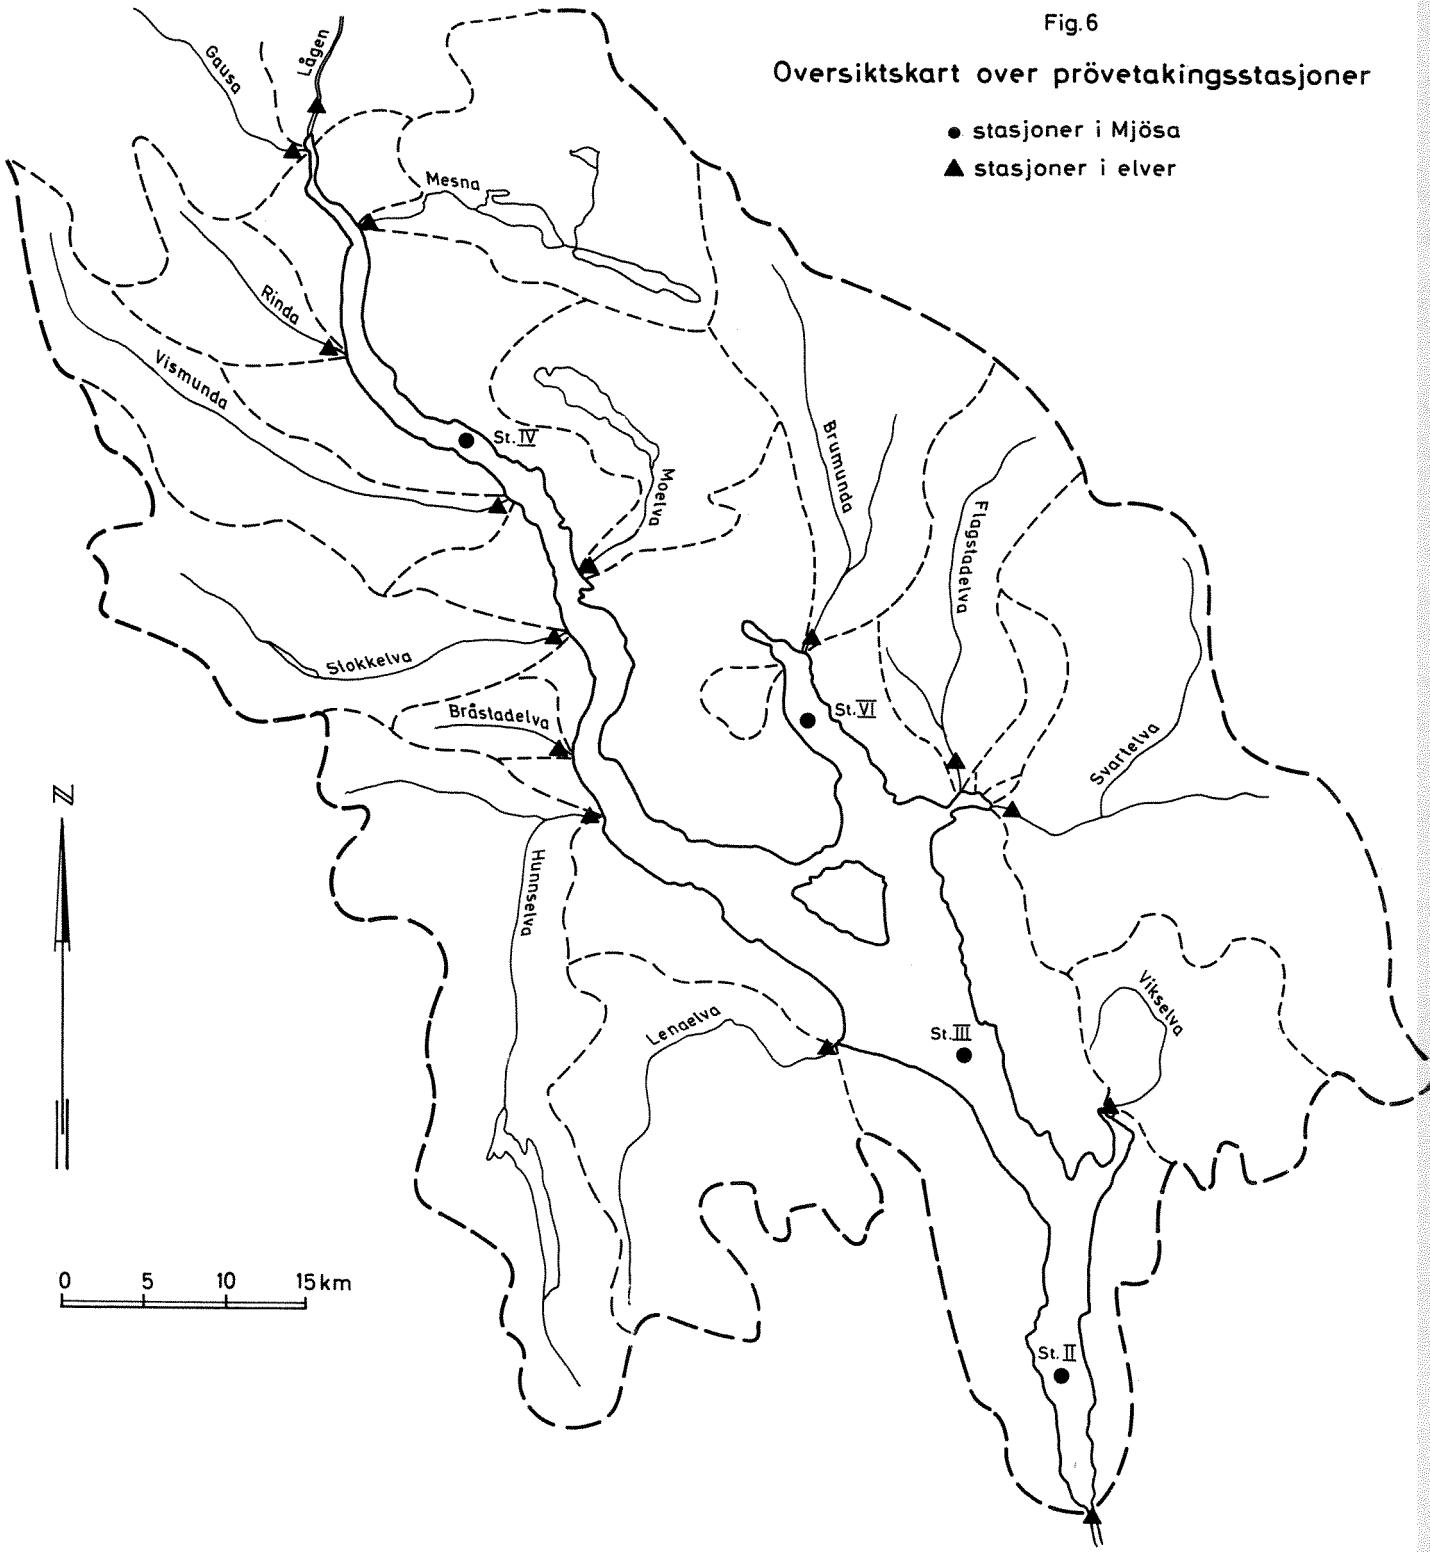 Fig.6
Oversiktskart over prövetakingsstasjoner
stasjoner i Mjösa
stasjoner i elver
Gausa
Lågen
Mesna
Rinda
Vismunda
St.IV
Moelva
Brumunda
Flagstadelva
Stokkelva
Bråstadelva
St.VI
Svartelva
N
Hunnselva
Vikselva
Lenaelva
St.III
0 5 10 15 km
St.II